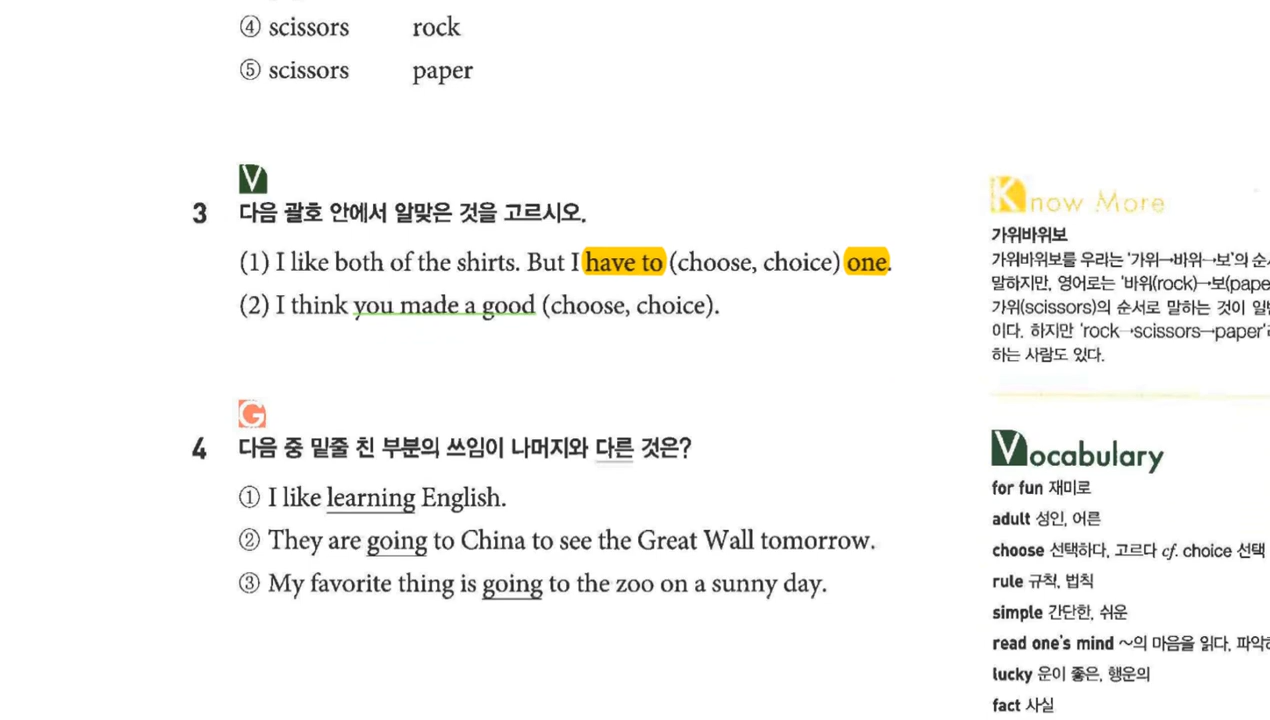 ④ scissors rock
⑤ scissors paper
V
3 다음 괄호 안에서 알맞은 것을 고르시오.
(1) I like both of the shirts. But I have to (choose, choice) one.
(2) I think you made a good (choose, choice).
G
4 다음 중 밑줄 친 부분의 쓰임이 나머지와 다른 것은?
① I like learning English.
② They are going to China to see the Great Wall tomorrow.
③ My favorite thing is going to the zoo on a sunny day.
Know More
가위바위보
가위바위보를 우리는 '가위→바위→보'의 순
말하지만, 영어로는 '바위(rock)→보(pape
가위(scissors)의 순서로 말하는 것이 일
이다. 하지만 'rock→scissors→paper'
하는 사람도 있다.
Vocabulary
for fun 재미로
adult 성인, 어른
choose 선택하다, 고르다 cf. choice 선택
rule 규칙, 법칙
simple 간단한, 쉬운
read one's mind ~의 마음을 읽다, 파악
lucky 운이 좋은, 행운의
fact 사실